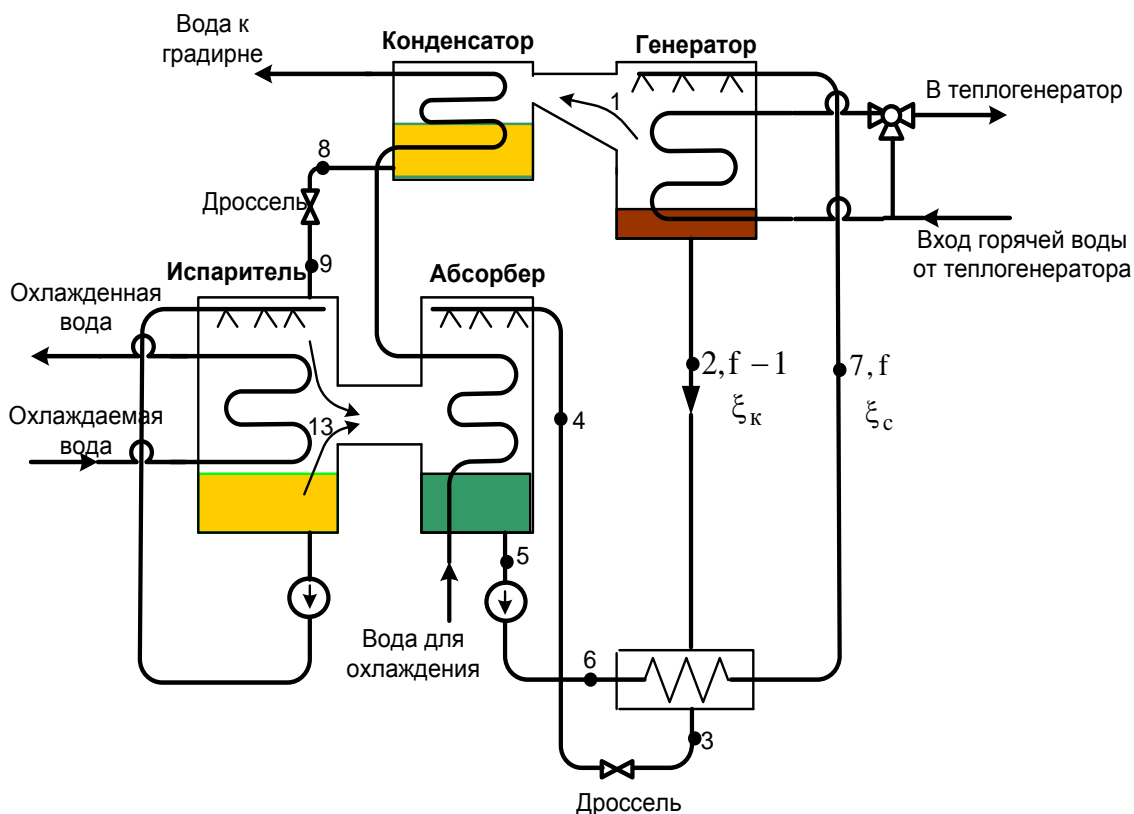 Вода к
градирне
Конденсатор
Генератор
В теплогенератор
1
8
Дроссель
Вход горячей воды
от теплогенератора
9
Испаритель
Абсорбер
Охлажденная
вода
2, f − 1
ξк
7, f
ξс
Охлаждаемая
вода
13
4
5
Вода для
охлаждения
6
3
Дроссель